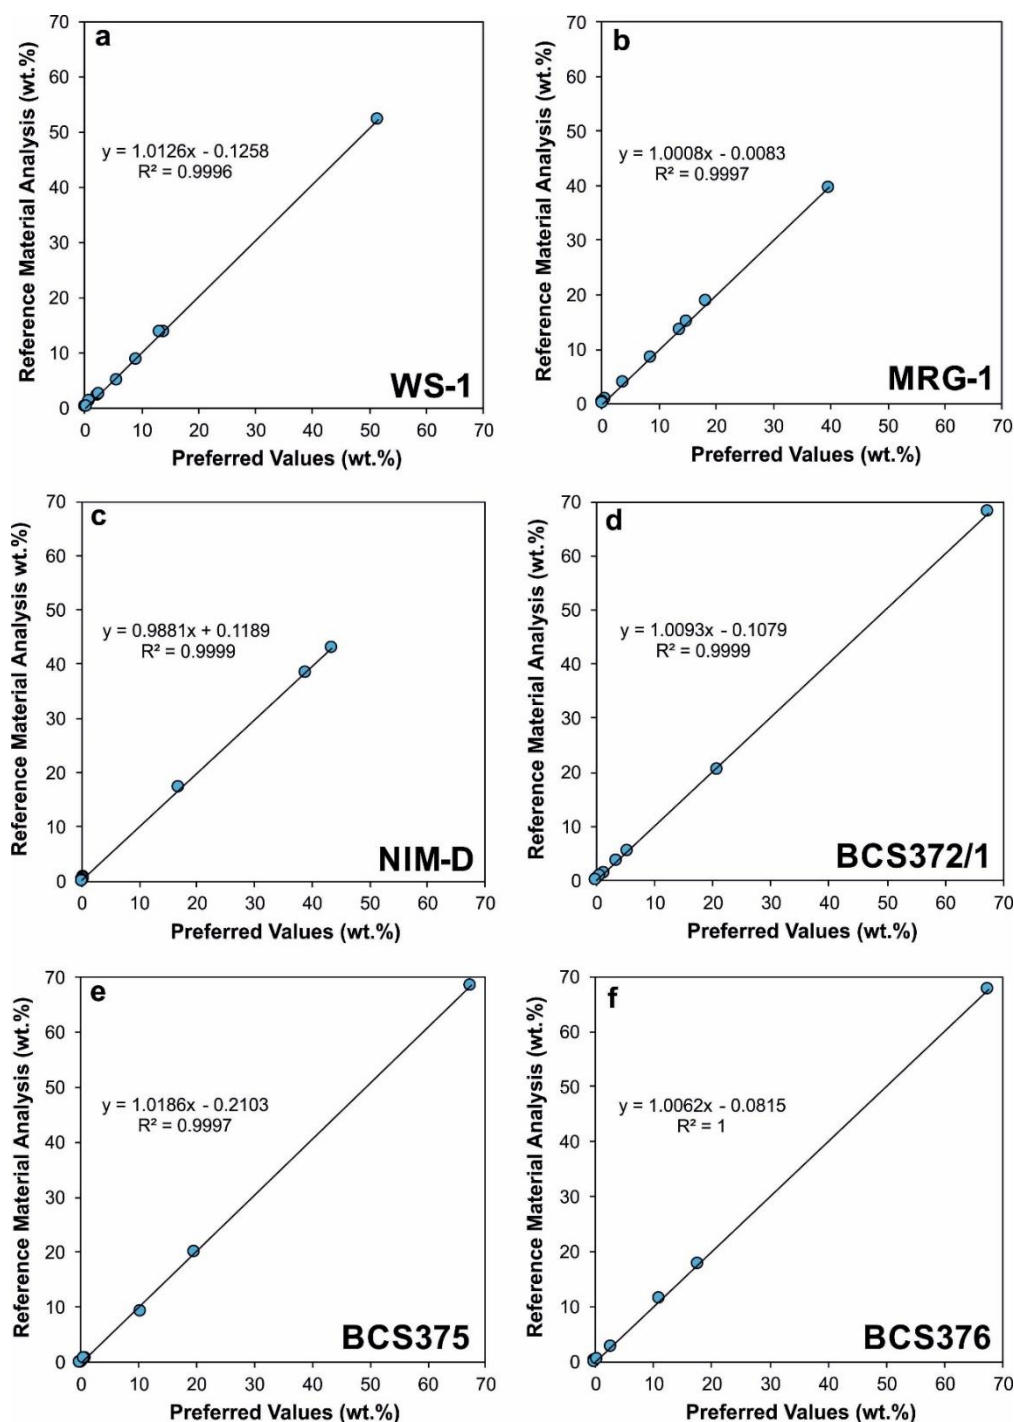 a
Reference Material Analysis (wt.%)
70
60
50
40
30
20
10
0
y = 1.0126x - 0.1258
R² = 0.9996
WS-1
0 10 20 30 40 50 60 70
Preferred Values (wt.%)
b
Reference Material Analysis (wt.%)
70
60
50
40
30
20
10
0
y = 1.0008x - 0.0083
R² = 0.9997
MRG-1
0 10 20 30 40 50 60 70
Preferred Values (wt.%)
c
Reference Material Analysis wt.%)
70
60
50
40
30
20
10
0
y = 0.9881x + 0.1189
R² = 0.9999
NIM-D
0 10 20 30 40 50 60 70
Preferred Values (wt.%)
d
Reference Material Analysis (wt.%)
70
60
50
40
30
20
10
0
y = 1.0093x - 0.1079
R² = 0.9999
BCS372/1
0 10 20 30 40 50 60 70
Preferred Values (wt.%)
e
Reference Material Analysis (wt.%)
70
60
50
40
30
20
10
0
y = 1.0186x - 0.2103
R² = 0.9997
BCS375
0 10 20 30 40 50 60 70
Preferred Values (wt.%)
f
Reference Material Analysis (wt.%)
70
60
50
40
30
20
10
0
y = 1.0062x - 0.0815
R² = 1
BCS376
0 10 20 30 40 50 60 70
Preferred Values (wt.%)